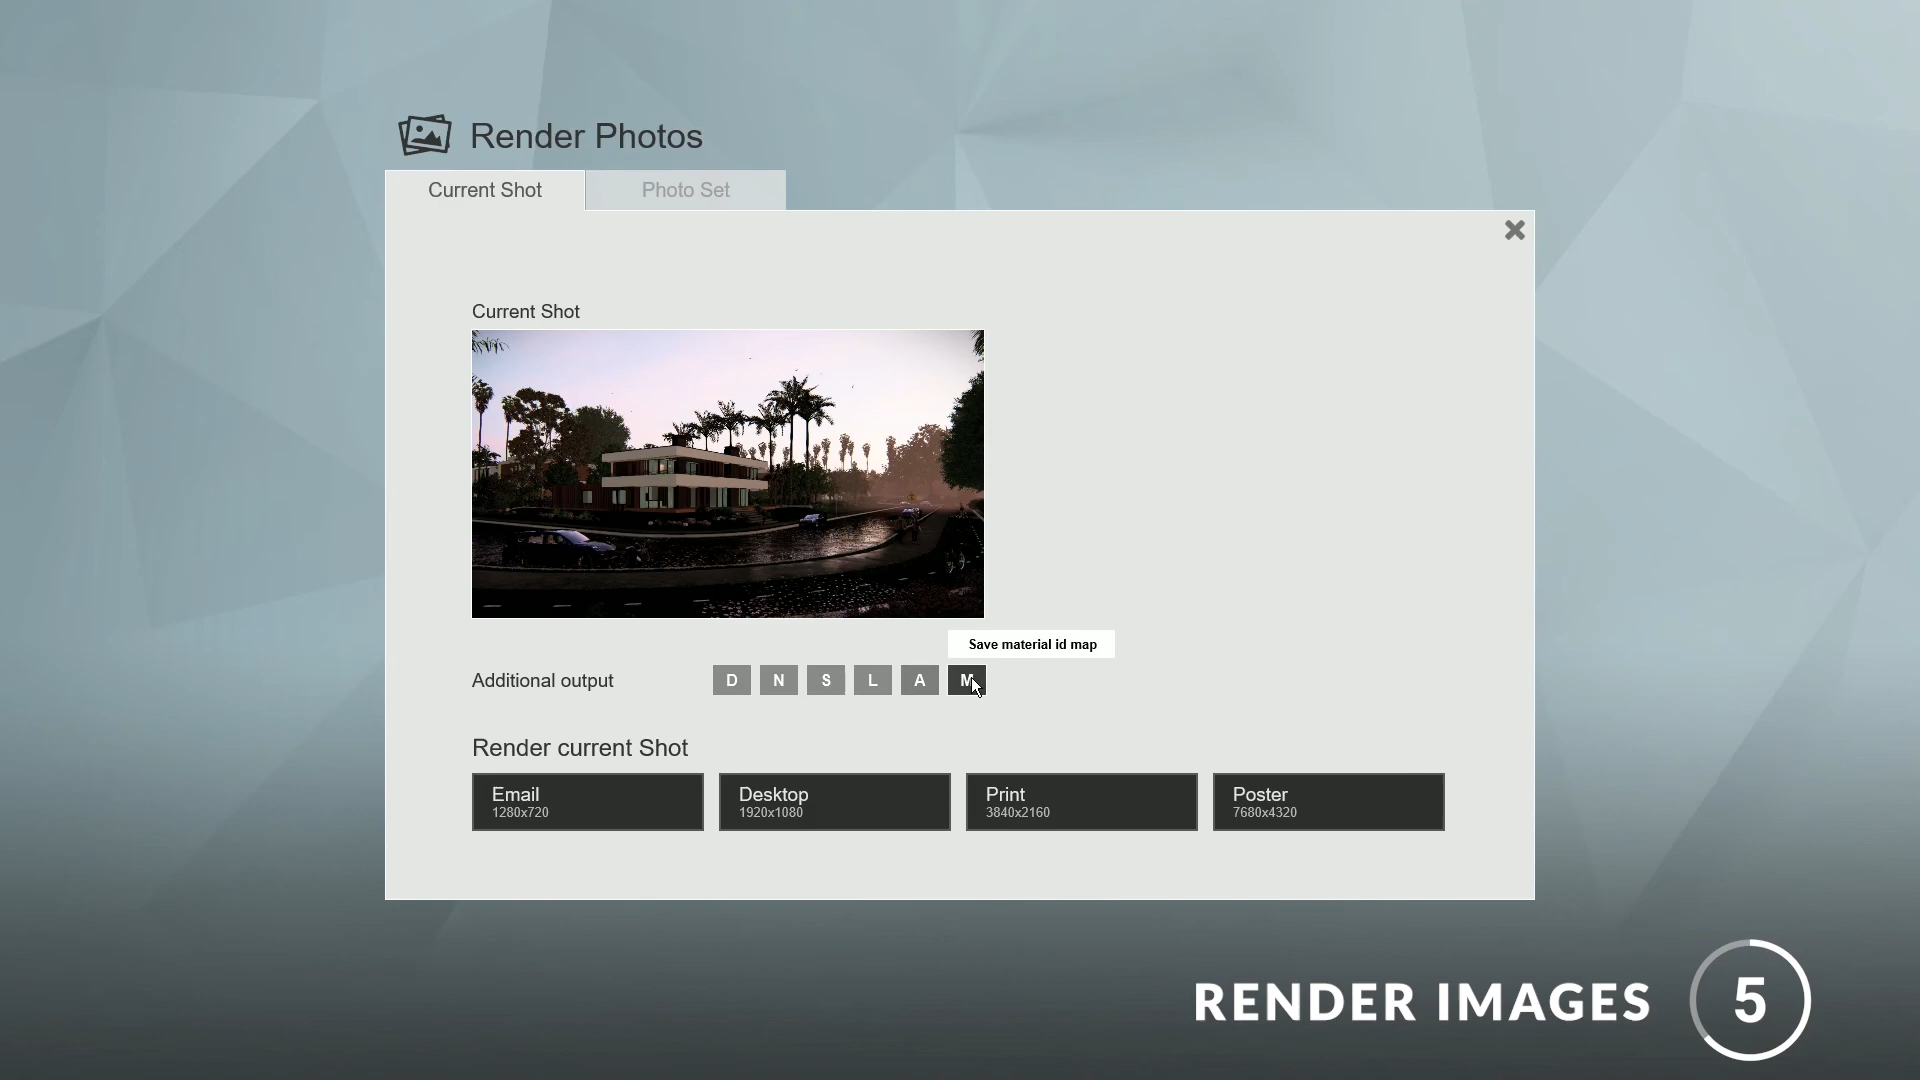 Render Photos
Current Shot
Photo Set
Current Shot
Save material id map
Additional output
D N S L A M
Render current Shot
Email
1280x720
Desktop
1920x1080
Print
3840x2160
Poster
7680x4320
RENDER IMAGES 5